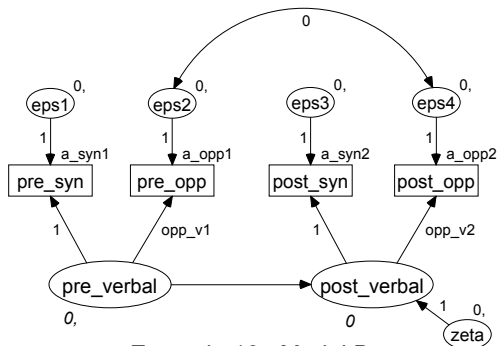 0
0, 0, 0, 0,
eps1 eps2 eps3 eps4
1 1 1 1
a_syn1 a_opp1 a_syn2 a_opp2
pre_syn pre_opp post_syn post_opp
1 opp_v1 1 opp_v2
pre_verbal post_verbal
0, 0
1 0,
zeta